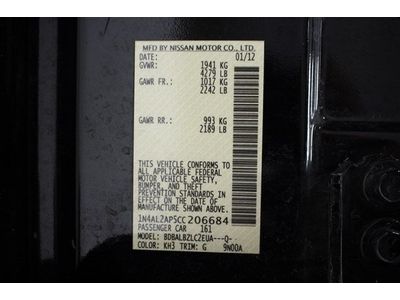 MFD BY NISSAN MOTOR CO., LTD.
DATE: 01/12
GVWR: 1941 KG
4279 LB
GAWR FR.: 1017 KG
2242 LB
GAWR RR.: 993 KG
2189 LB
THIS VEHICLE CONFORMS TO
ALL APPLICABLE FEDERAL
MOTOR VEHICLE SAFETY,
BUMPER, AND THEFT
PREVENTION STANDARDS IN
EFFECT ON THE DATE OF
MANUFACTURE SHOWN ABOVE.
1N4AL2AP5CC206684
PASSENGER CAR 161
MODEL: BDBALBZLC2EUA---Q-
COLOR: KH3 TRIM: G 9N00A